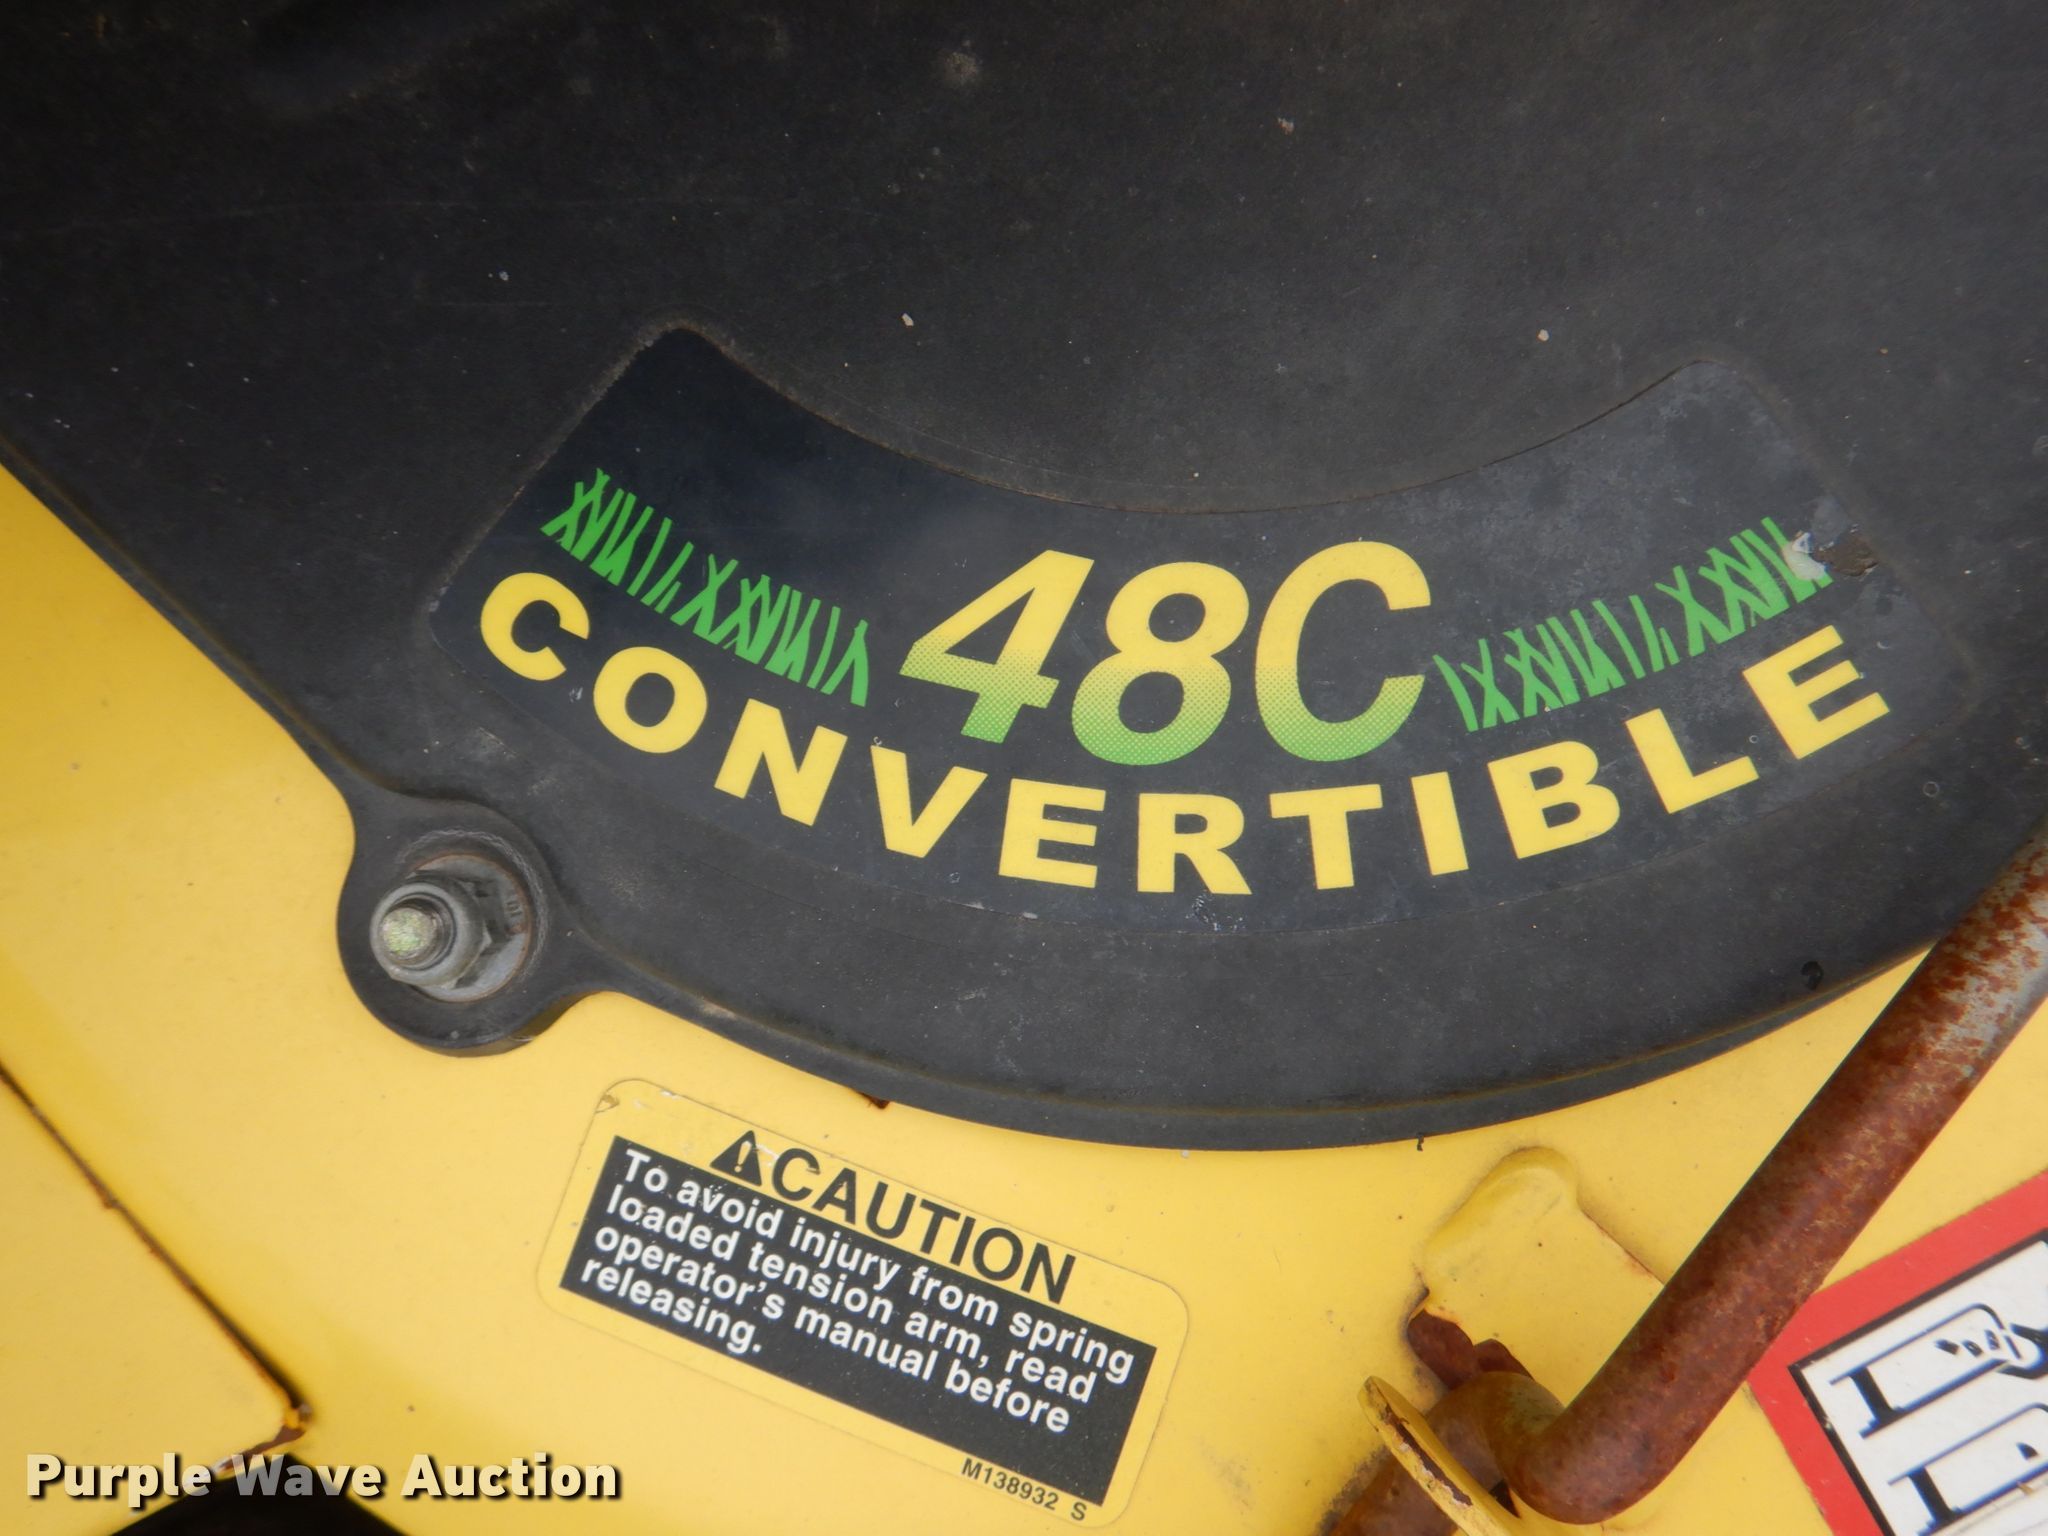 48C
CONVERTIBLE
CAUTION
To avoid injury from spring
loaded tension arm, read
operator's manual before
releasing.
M138932 S
Purple Wave Auction